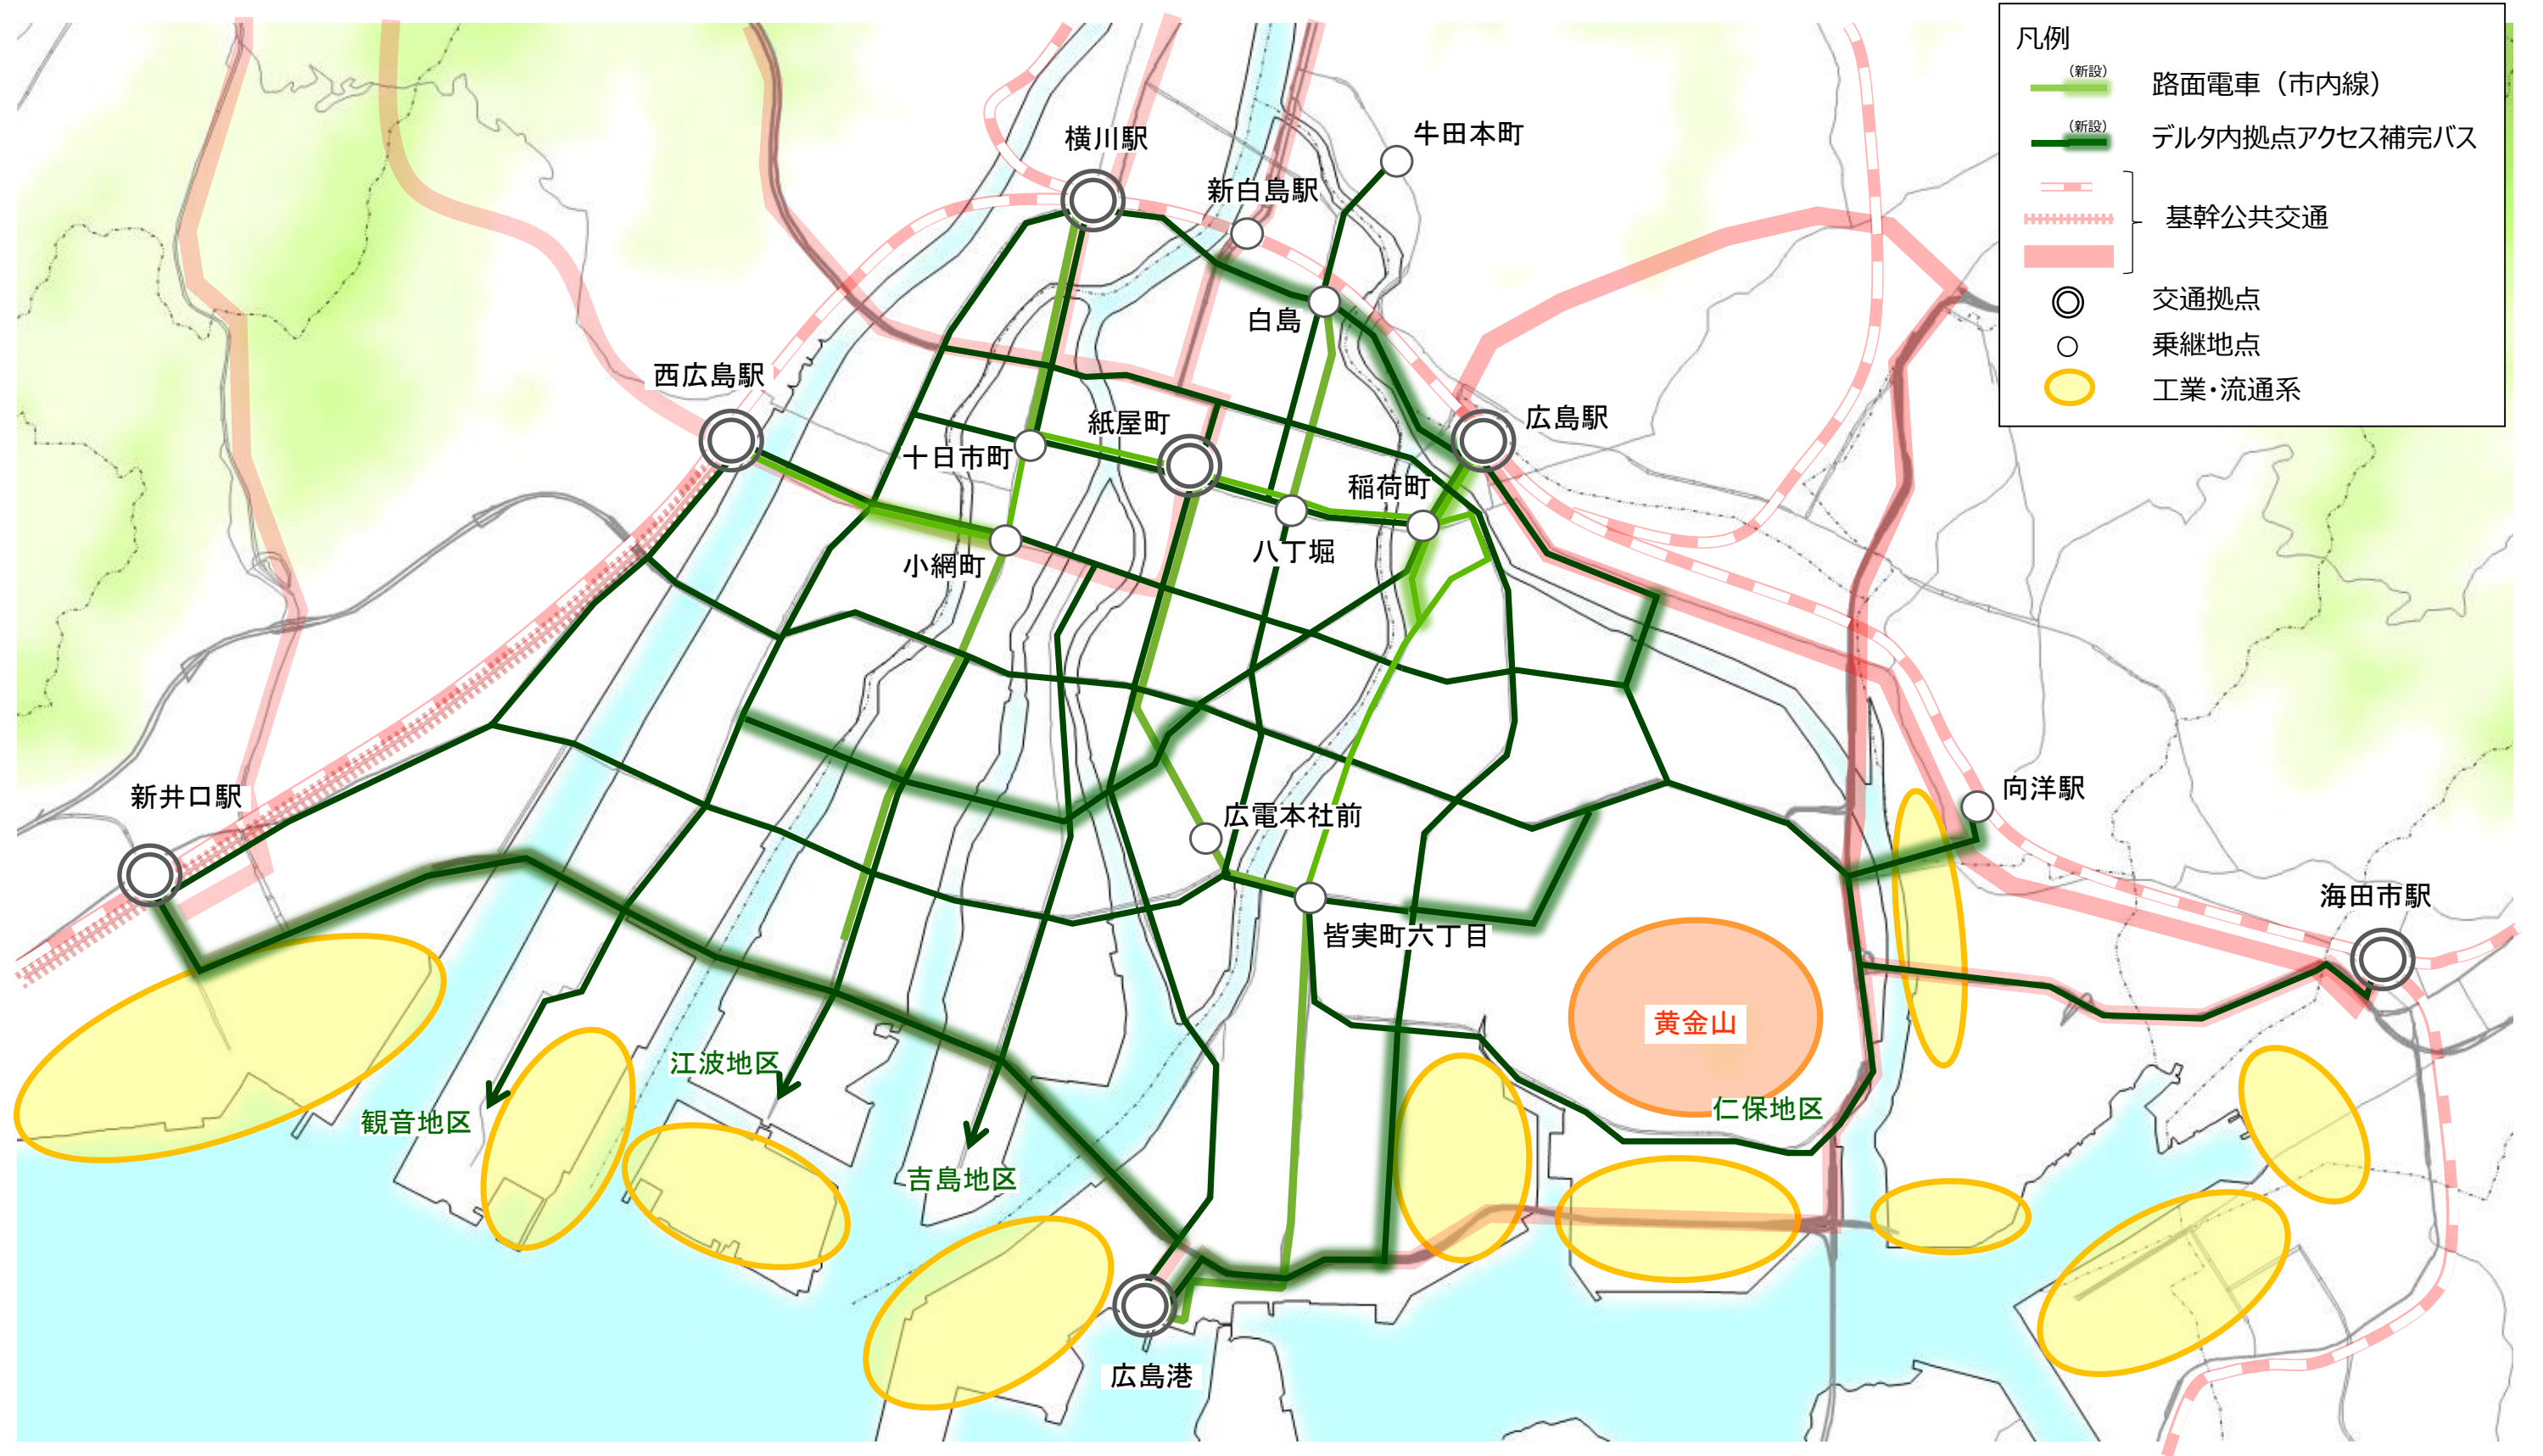 凡例
(新設)
路面電車（市内線）
(新設)
デルタ内拠点アクセス補完バス
基幹公共交通
交通拠点
乗継地点
工業・流通系
牛田本町
横川駅
新白島駅
白島
西広島駅
紙屋町
広島駅
十日市町
稲荷町
八丁堀
小網町
新井口駅
向洋駅
広電本社前
海田市駅
皆実町六丁目
黄金山
江波地区
仁保地区
観音地区
吉島地区
広島港